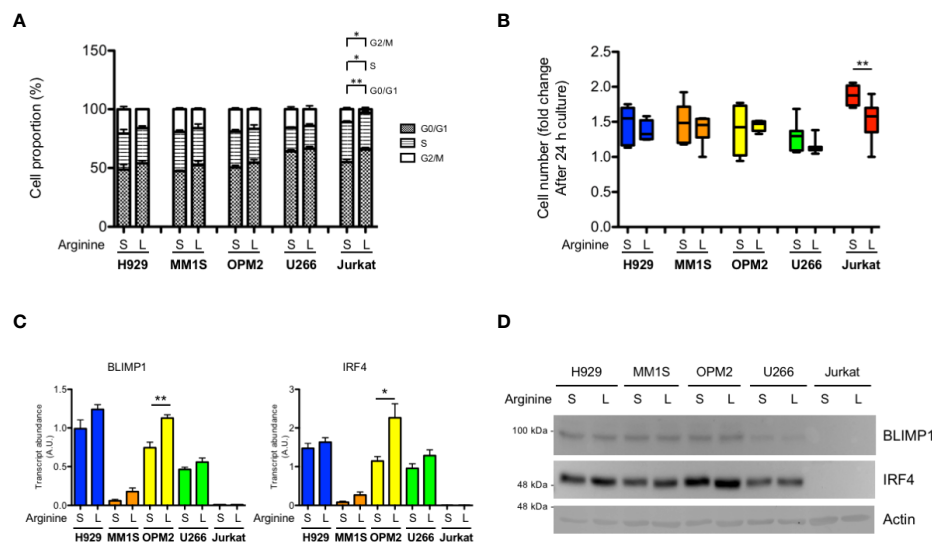 A
150
100
50
0
Cell proportion (%)
*
G2/M
*
S
**
G0/G1
G0/G1
S
G2/M
Arginine S L S L S L S L S L
H929 MM1S OPM2 U266 Jurkat
B
2.5
2.0
1.5
1.0
1.5
0.0
Cell number (fold change
After 24 h culture)
**
Arginine S L S L S L S L S L
H929 MM1S OPM2 U266 Jurkat
C
BLIMP1
1.5
1.0
0.5
0.0
Transcript abundance
(A.U.)
**
Arginine S L S L S L S L S L
H929 MM1S OPM2 U266 Jurkat
IRF4
3
2
1
0
Transcript abundance
(A.U.)
*
Arginine S L S L S L S L S L
H929 MM1S OPM2 U266 Jurkat
D
H929 MM1S OPM2 U266 Jurkat
Arginine S L S L S L S L S L
100 kDa
BLIMP1
48 kDa
IRF4
48 kDa
Actin